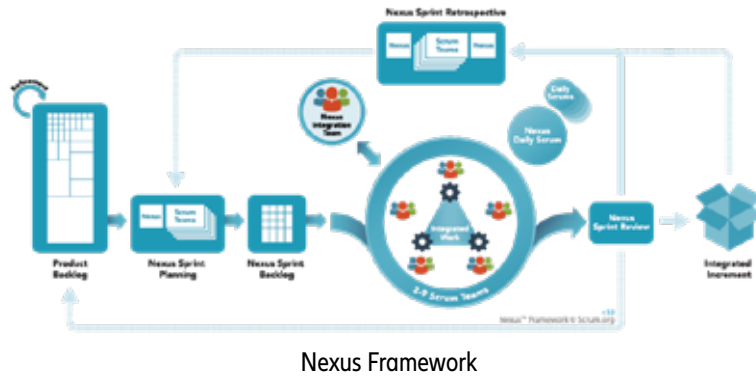 Nexus Sprint Retrospective
Nexus
Scrum
Teams
Nexus
Refinement
Nexus
Integration
Team
Daily
Scrums
Nexus
Daily Scrum
Nexus
Scrum
Teams
Integrated
Work
Nexus
Sprint Review
Product
Backlog
Nexus Sprint
Planning
Nexus Sprint
Backlog
3-9 Scrum Teams
Integrated
Increment
Nexus™ Framework © Scrum.org
Nexus Framework